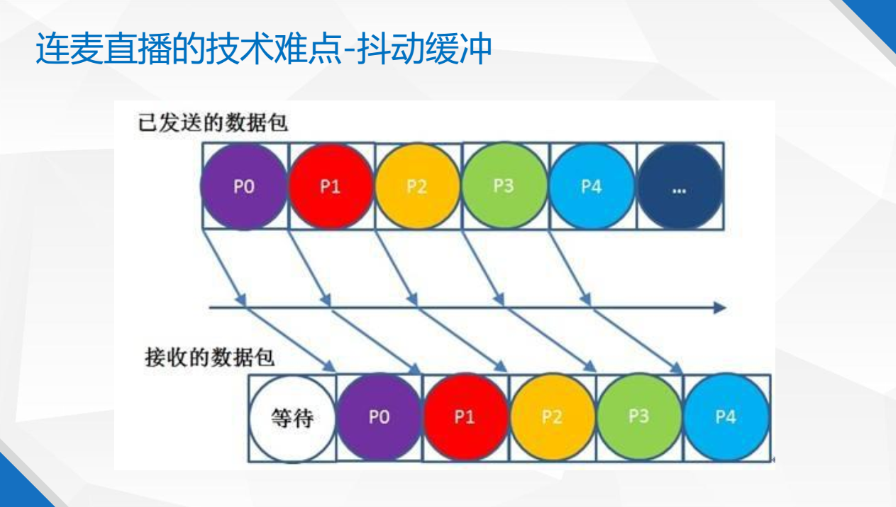 连麦直播的技术难点-抖动缓冲
已发送的数据包
P0 P1 P2 P3 P4 ...
接收的数据包
等待 P0 P1 P2 P3 P4